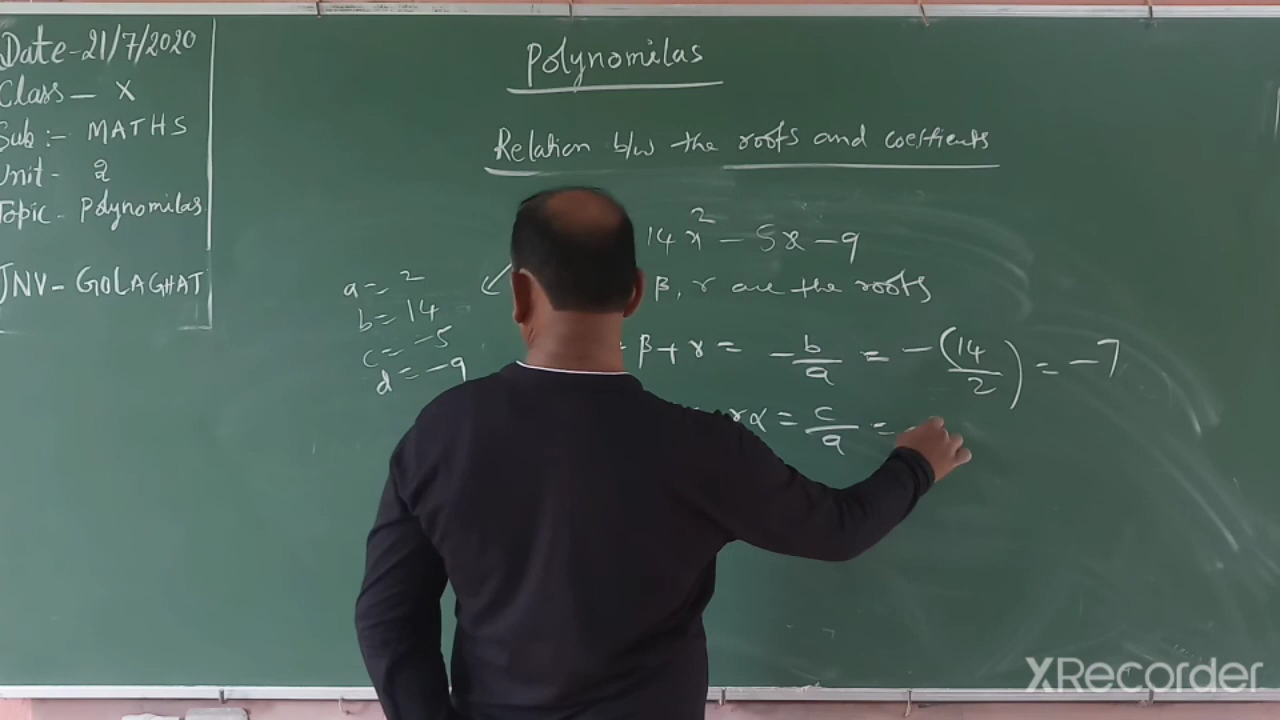 Date-21/7/2020
Class - X
Sub:- MATHS
Unit- 2
Topic- Polynomilas
JNV- GOLAGHAT
Polynomilas
Relation b/w the roots and coefficients
14x² - 5x - 9
β, γ are the roots
a = 2
b = 14
c = -5
d = -9
β + γ = -b/a = -(14/2) = -7
γα = c/a =
XRecorder